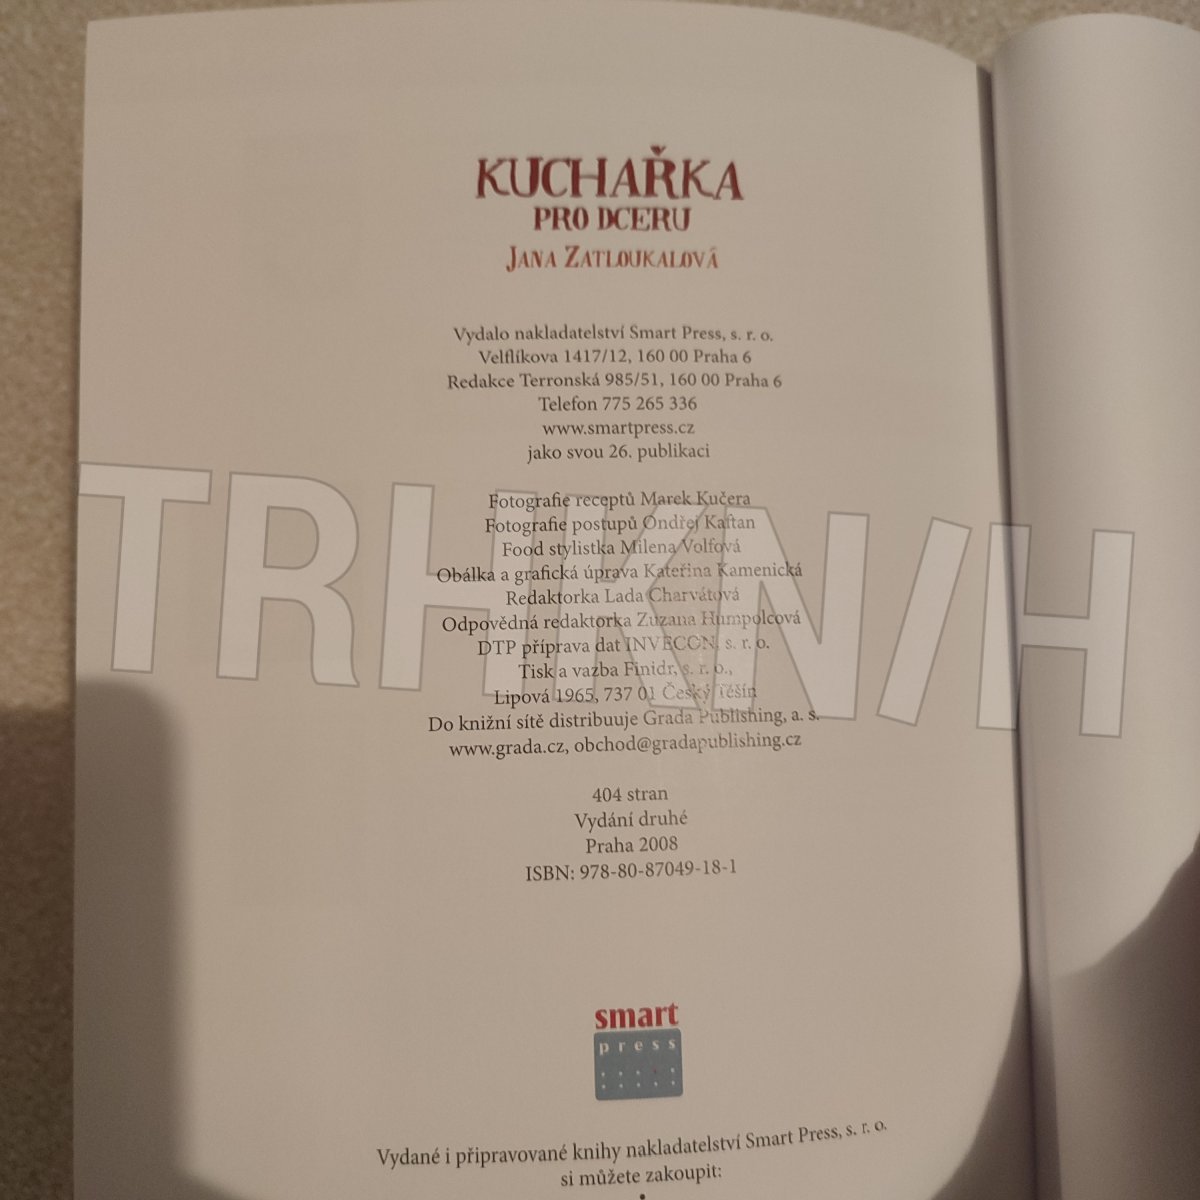 KUCHAŘKA
PRO DCERU
JANA ZATLOUKALOVÁ
Vydalo nakladatelství Smart Press, s. r. o.
Velflíkova 1417/12, 160 00 Praha 6
Redakce Terronská 985/51, 160 00 Praha 6
Telefon 775 265 336
www.smartpress.cz
jako svou 26. publikaci
Fotografie receptů Marek Kučera
Fotografie postupů Ondřej Kaftan
Food stylistka Milena Volfová
Obálka a grafická úprava Kateřina Kamenická
Redaktorka Lada Charvátová
Odpovědná redaktorka Zuzana Humpolcová
DTP příprava dat INVECON, s. r. o.
Tisk a vazba Finidr, s. r. o.,
Lipová 1965, 737 01 Český Těšín
Do knižní sítě distribuuje Grada Publishing, a. s.
www.grada.cz, obchod@gradapublishing.cz
TRHKNIH
404 stran
Vydání druhé
Praha 2008
ISBN: 978-80-87049-18-1
smart
press
Vydané i připravované knihy nakladatelství Smart Press, s. r. o.
si můžete zakoupit: